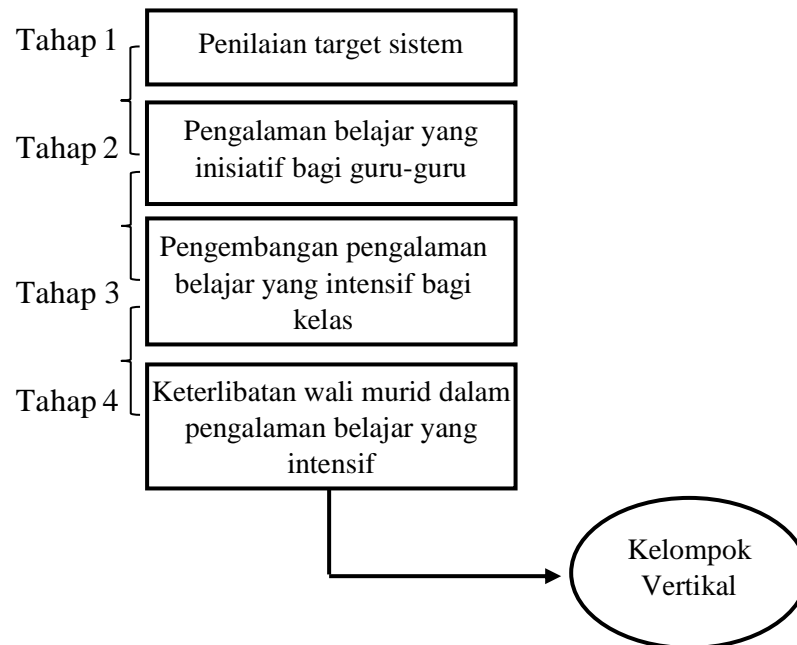 Tahap 1
Penilaian target sistem
Tahap 2
Pengalaman belajar yang
inisiatif bagi guru-guru
Tahap 3
Pengembangan pengalaman
belajar yang intensif bagi
kelas
Tahap 4
Keterlibatan wali murid dalam
pengalaman belajar yang
intensif
Kelompok
Vertikal